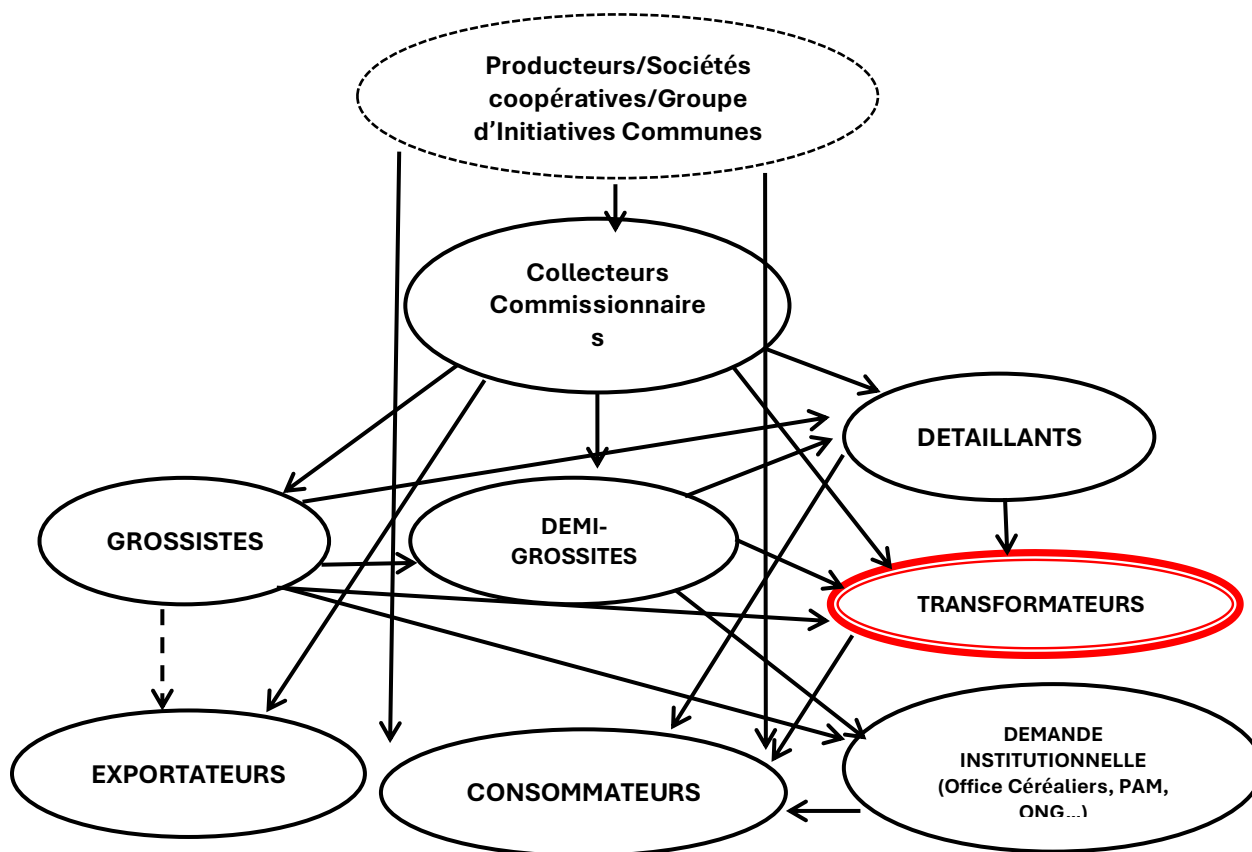 Producteurs/Sociétés
coopératives/Groupe
d'Initiatives Communes
Collecteurs
Commissionnaire
s
DETAILLANTS
GROSSISTES
DEMI-
GROSSITES
TRANSFORMATEURS
EXPORTATEURS
CONSOMMATEURS
DEMANDE
INSTITUTIONNELLE
(Office Céréaliers, PAM,
ONG…)